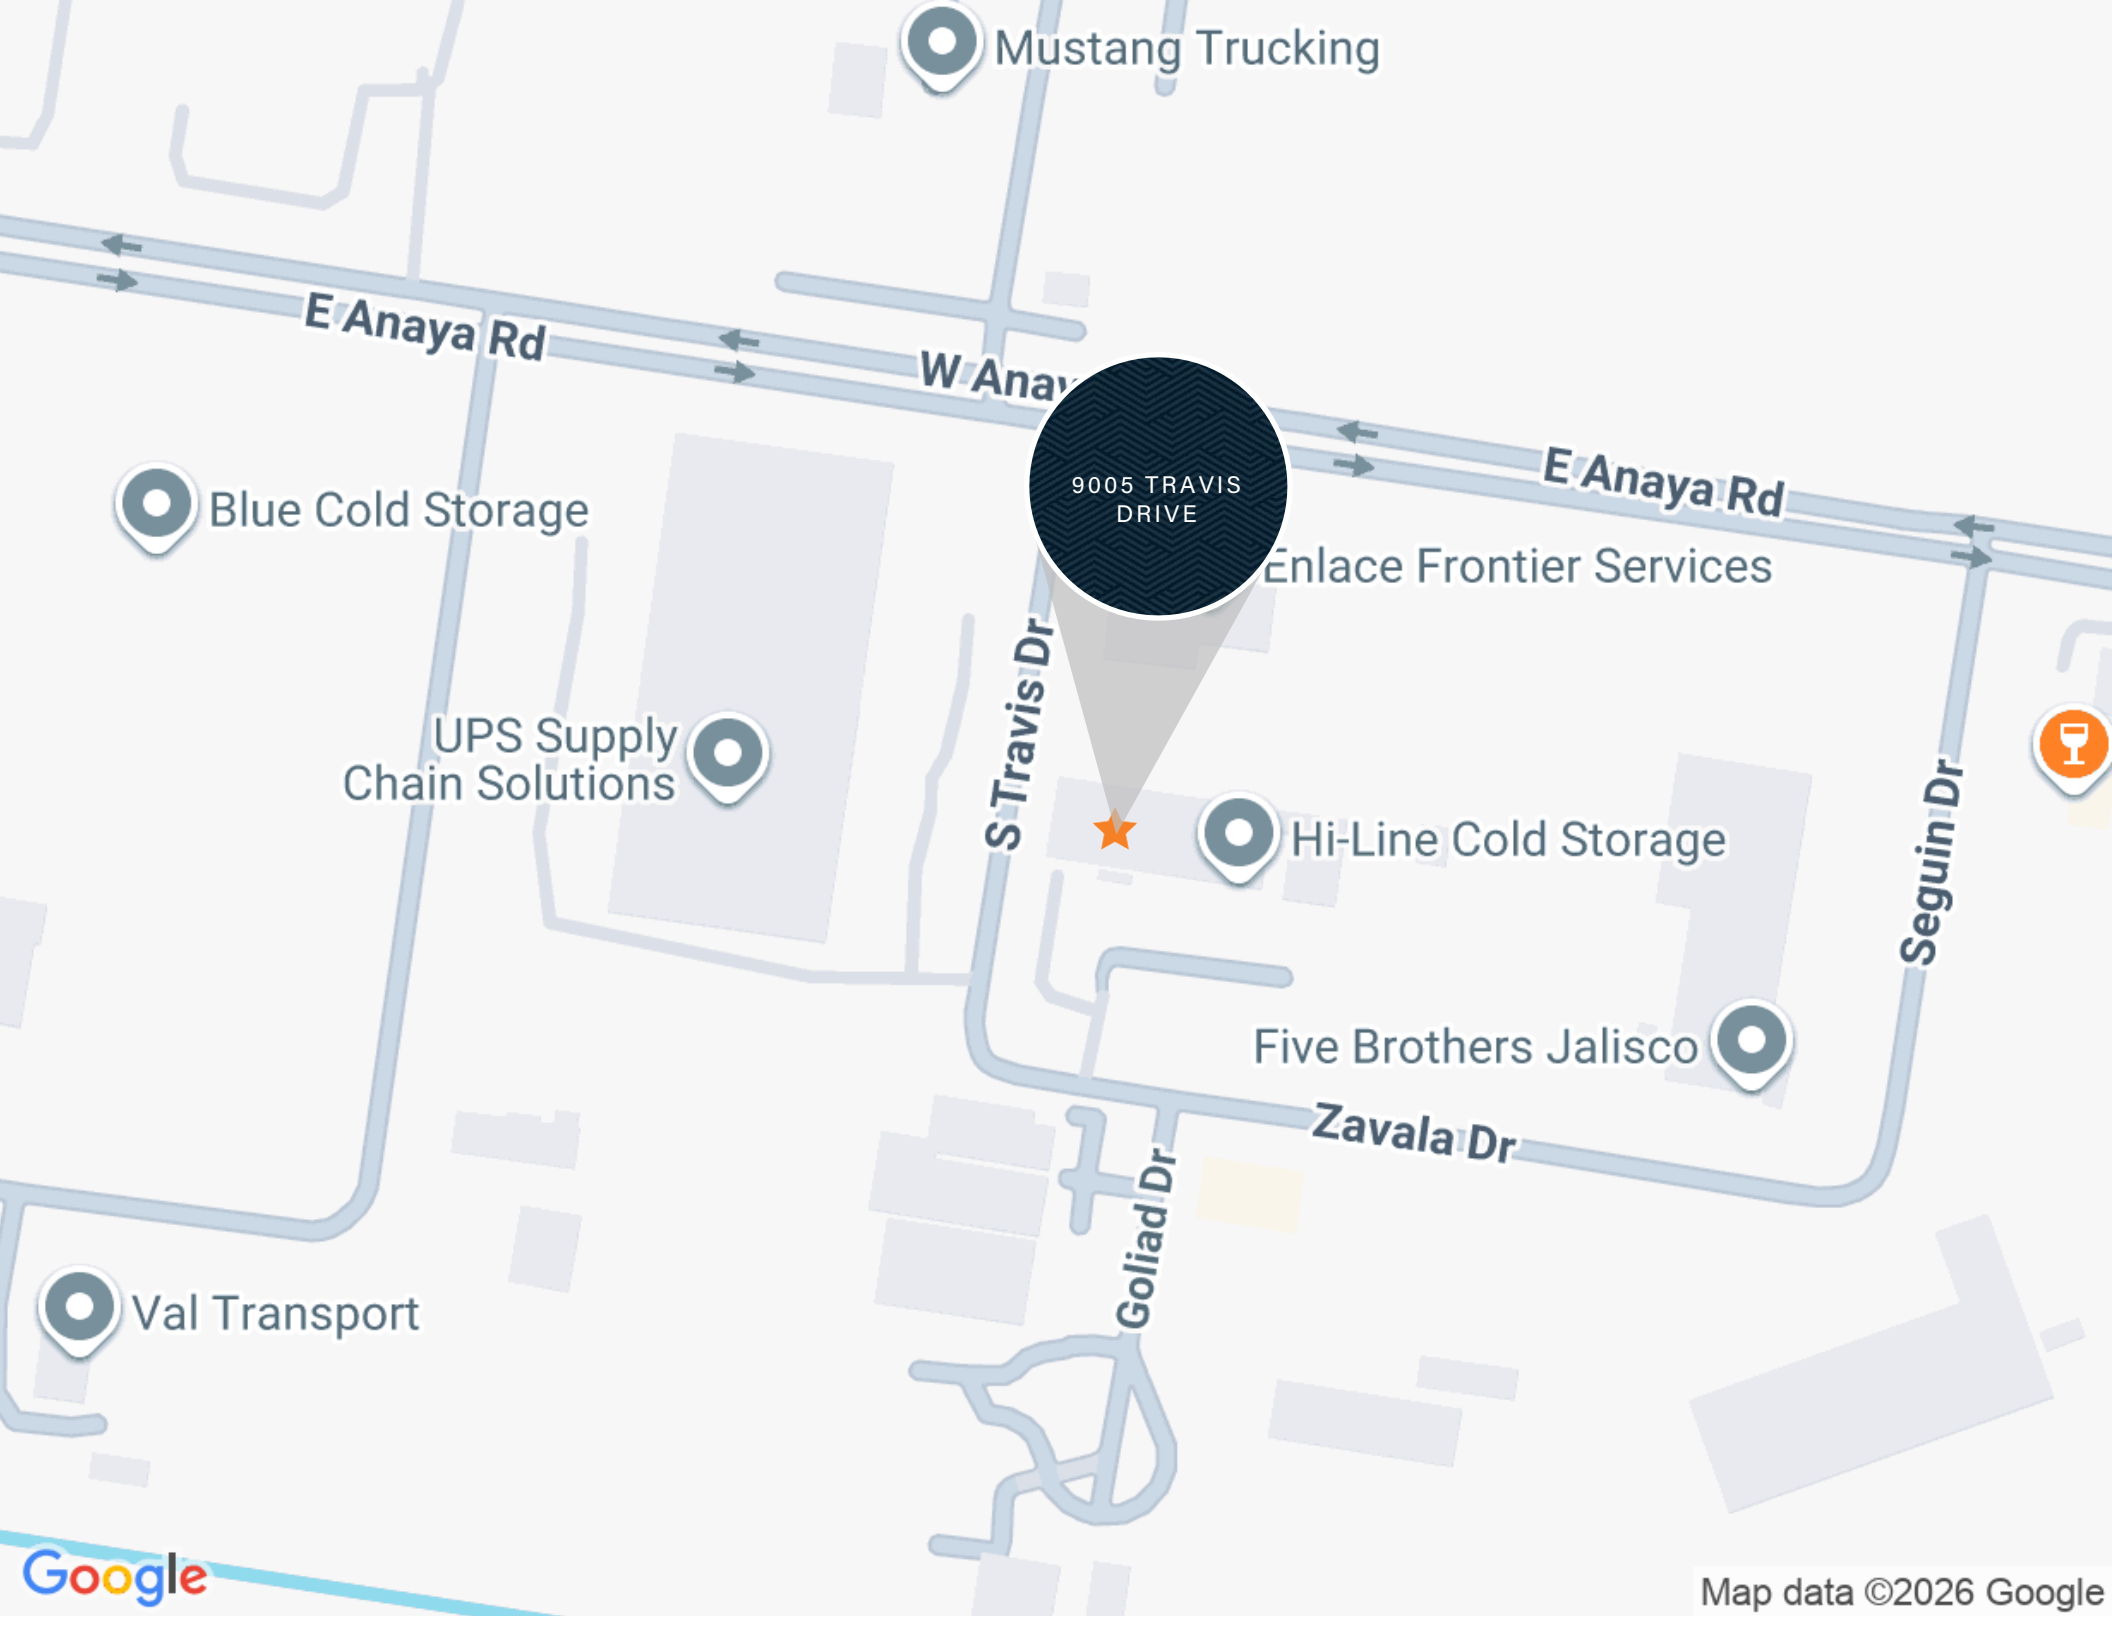 Mustang Trucking
E Anaya Rd
W Anay
E Anaya Rd
9005 TRAVIS
DRIVE
Blue Cold Storage
Enlace Frontier Services
S Travis Dr
UPS Supply
Chain Solutions
Hi-Line Cold Storage
Seguin Dr
Five Brothers Jalisco
Zavala Dr
Goliad Dr
Val Transport
Google
Map data ©2026 Google